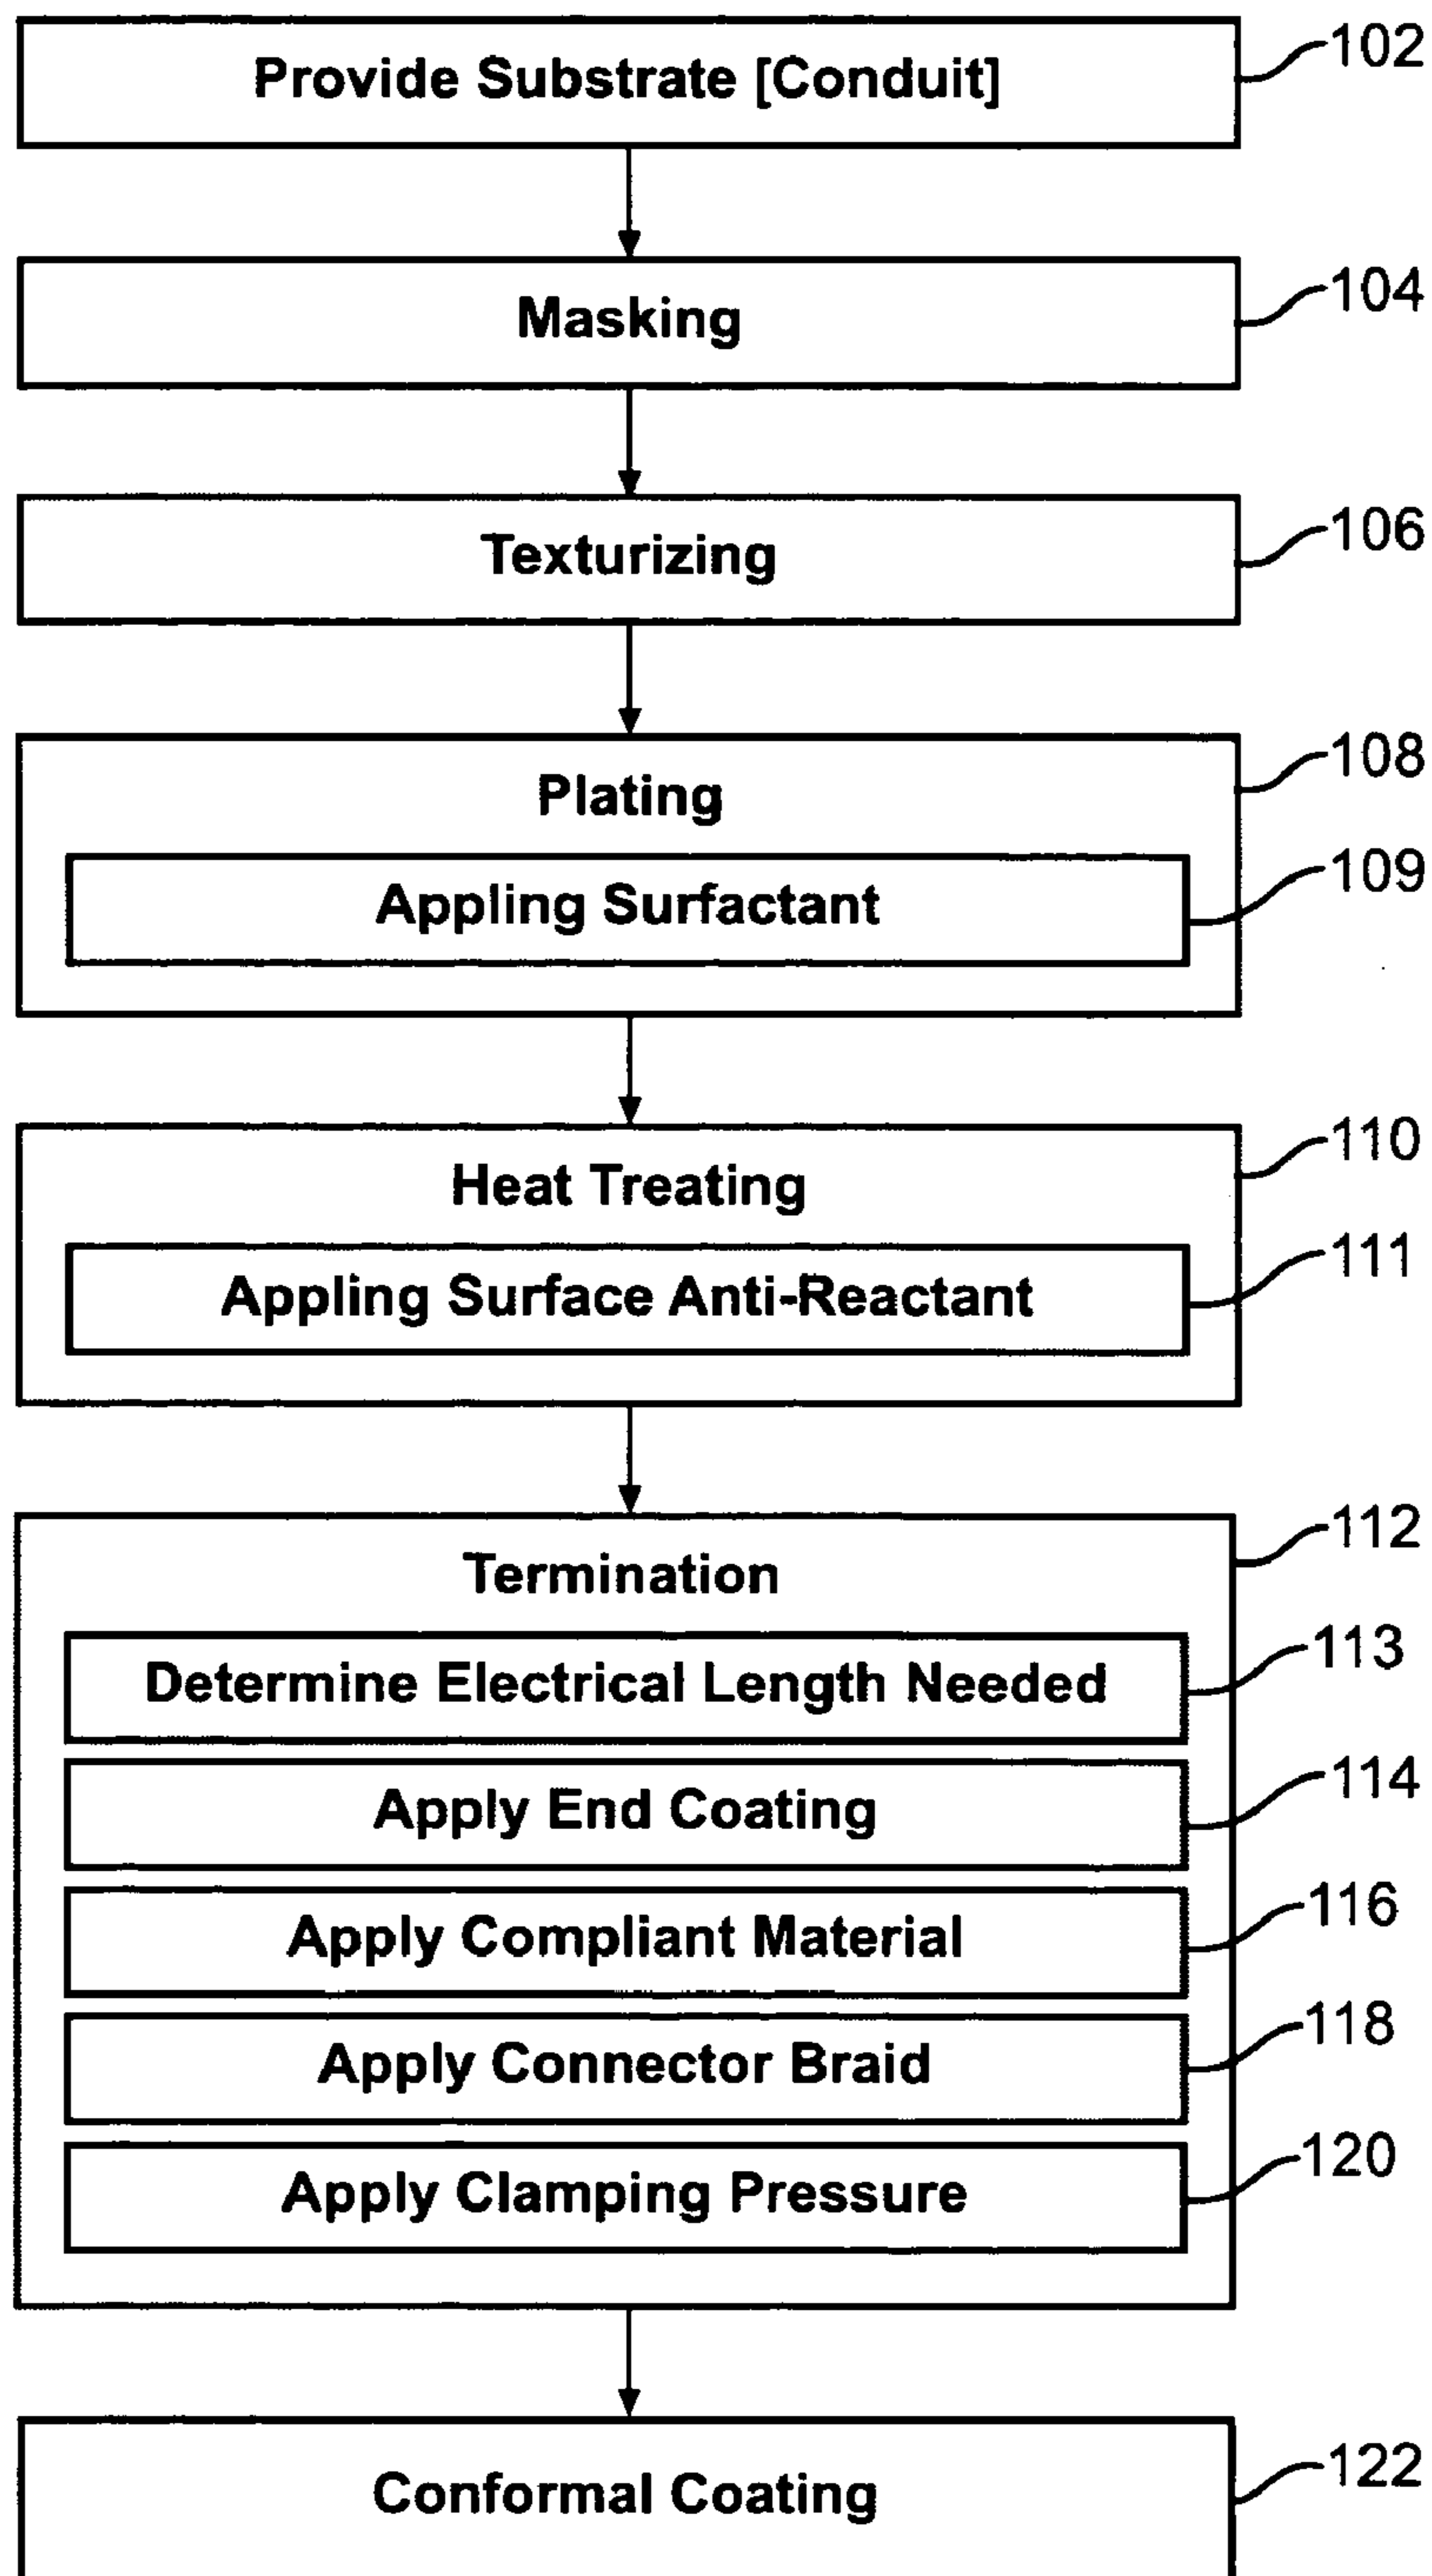 Provide Substrate [Conduit]
102
Masking
104
Texturizing
106
Plating
108
Appling Surfactant
109
Heat Treating
110
Appling Surface Anti-Reactant
111
Termination
112
Determine Electrical Length Needed
113
Apply End Coating
114
Apply Compliant Material
116
Apply Connector Braid
118
Apply Clamping Pressure
120
Conformal Coating
122